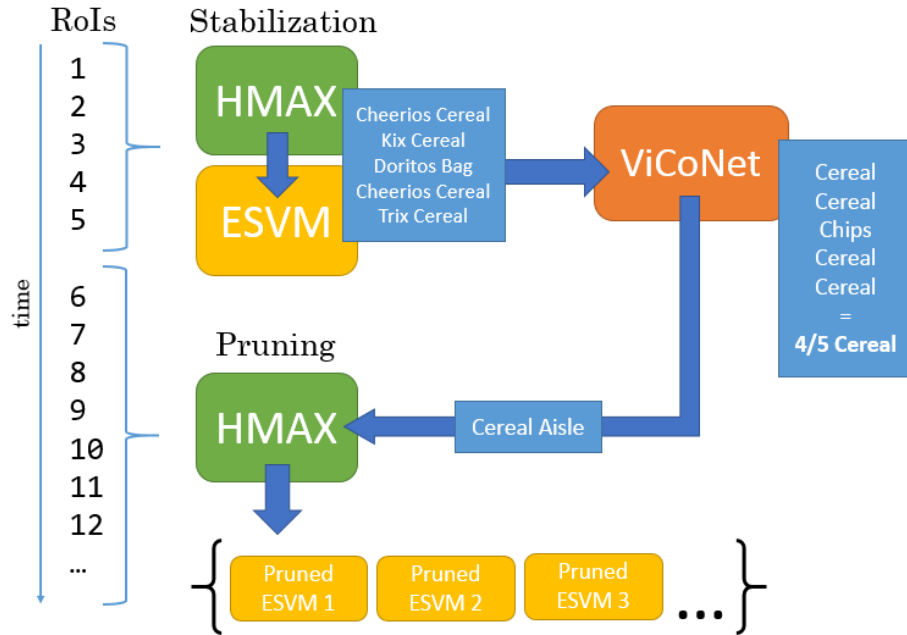 RoIs
time
1
2
3
4
5
6
7
8
9
10
11
12
...
Stabilization
HMAX
ESVM
Cheerios Cereal
Kix Cereal
Doritos Bag
Cheerios Cereal
Trix Cereal
ViCoNet
Cereal
Cereal
Chips
Cereal
Cereal
=
4/5 Cereal
Pruning
HMAX
Cereal Aisle
Pruned
ESVM 1
Pruned
ESVM 2
Pruned
ESVM 3
...